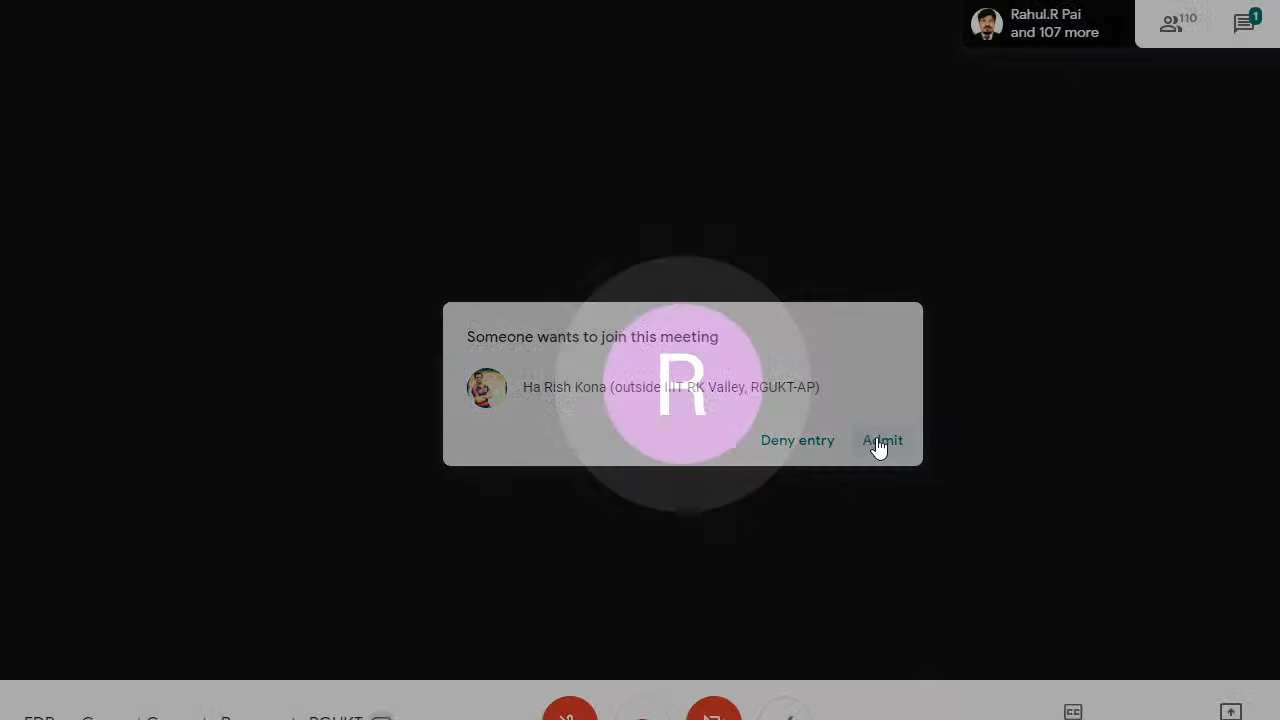 Rahul.R Pai
and 107 more
110
1
Someone wants to join this meeting
Ha Rish Kona (outside IIIT RK Valley, RGUKT-AP)
R
Deny entry
Admit
CC